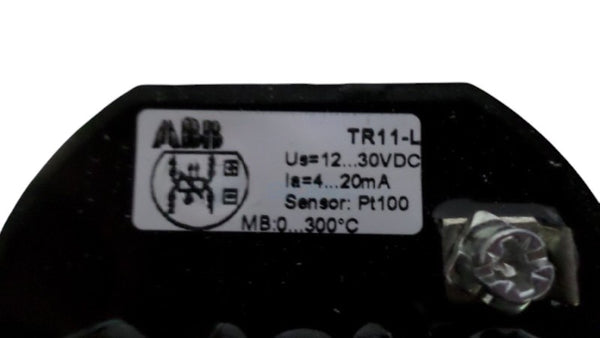 ABB
TR11-L
Us=12...30VDC
Ia=4...20mA
Sensor: Pt100
MB:0...300°C